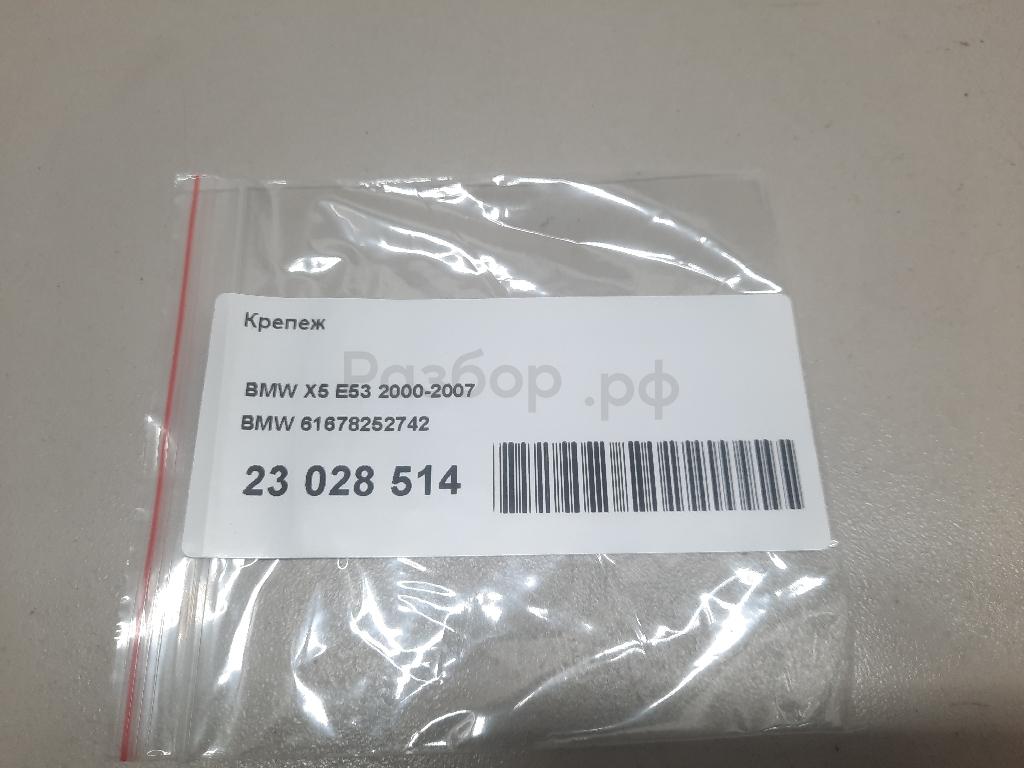 Крепеж
Разбор.рф
BMW X5 E53 2000-2007
BMW 61678252742
23 028 514